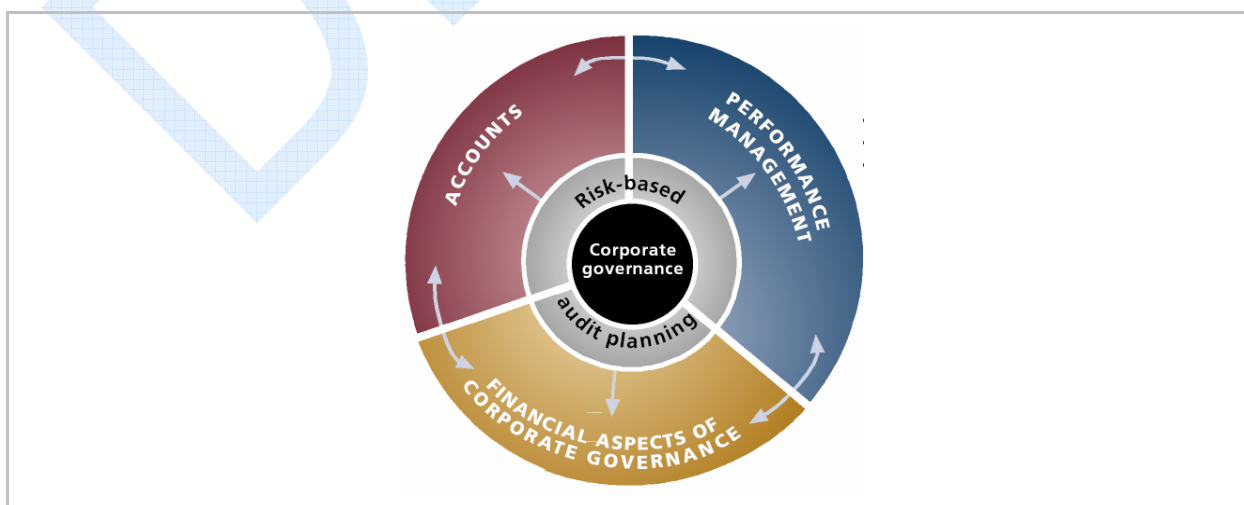 ACCOUNTS
PERFORMANCE
MANAGEMENT
Risk-based
Corporate
governance
audit planning
FINANCIAL ASPECTS OF
CORPORATE GOVERNANCE